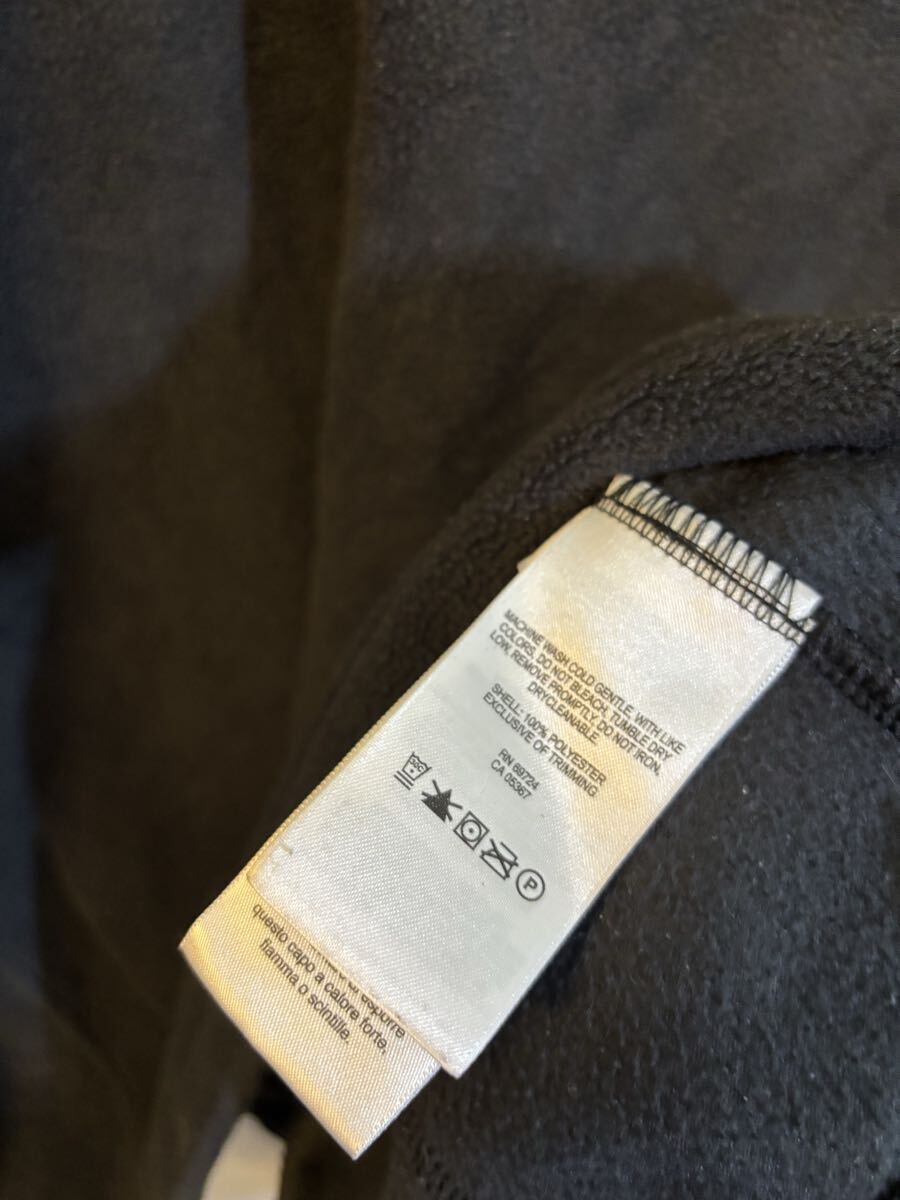 MACHINE WASH COLD GENTLE. WITH LIKE
COLORS, DO NOT BLEACH, TUMBLE DRY
LOW, REMOVE PROMPTLY, DO NOT IRON,
DRYCLEANABLE.
SHELL: 100% POLYESTER
EXCLUSIVE OF TRIMMING
RN 69724
CA 05367
P
questo capo a calore forte,
fiamma o scintille.